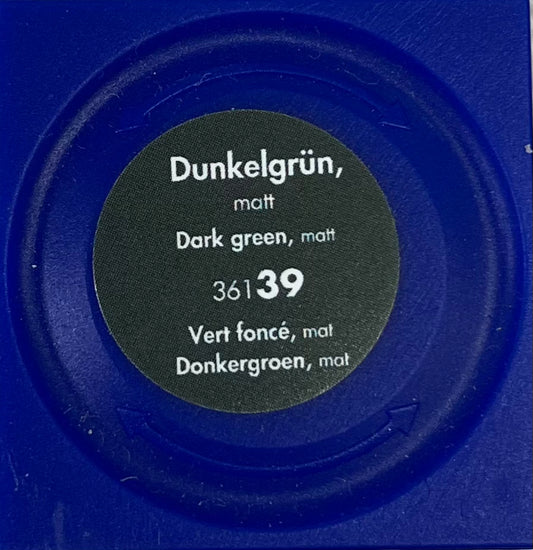 Dunkelgrün,
matt
Dark green, matt
36139
Vert foncé, mat
Donkergroen, mat